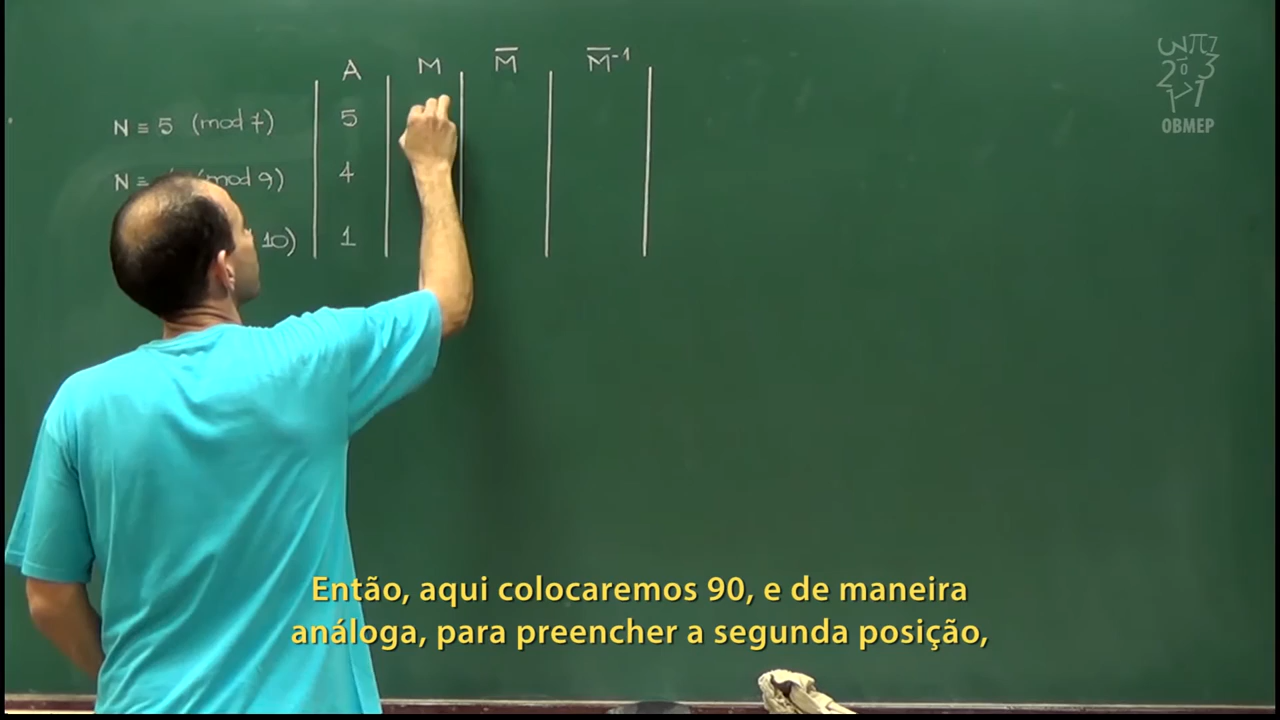 A M M̅ M̅⁻¹
N ≡ 5 (mod 7) 5
N ≡ (mod 9) 4
10) 1
OBMEP
Então, aqui colocaremos 90, e de maneira
análoga, para preencher a segunda posição,